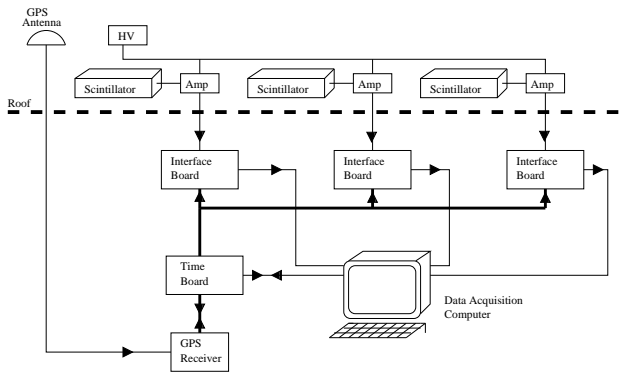 GPS
Antenna
HV
Scintillator
Amp
Scintillator
Amp
Scintillator
Amp
Roof
Interface
Board
Interface
Board
Interface
Board
Time
Board
Data Acquisition
Computer
GPS
Receiver